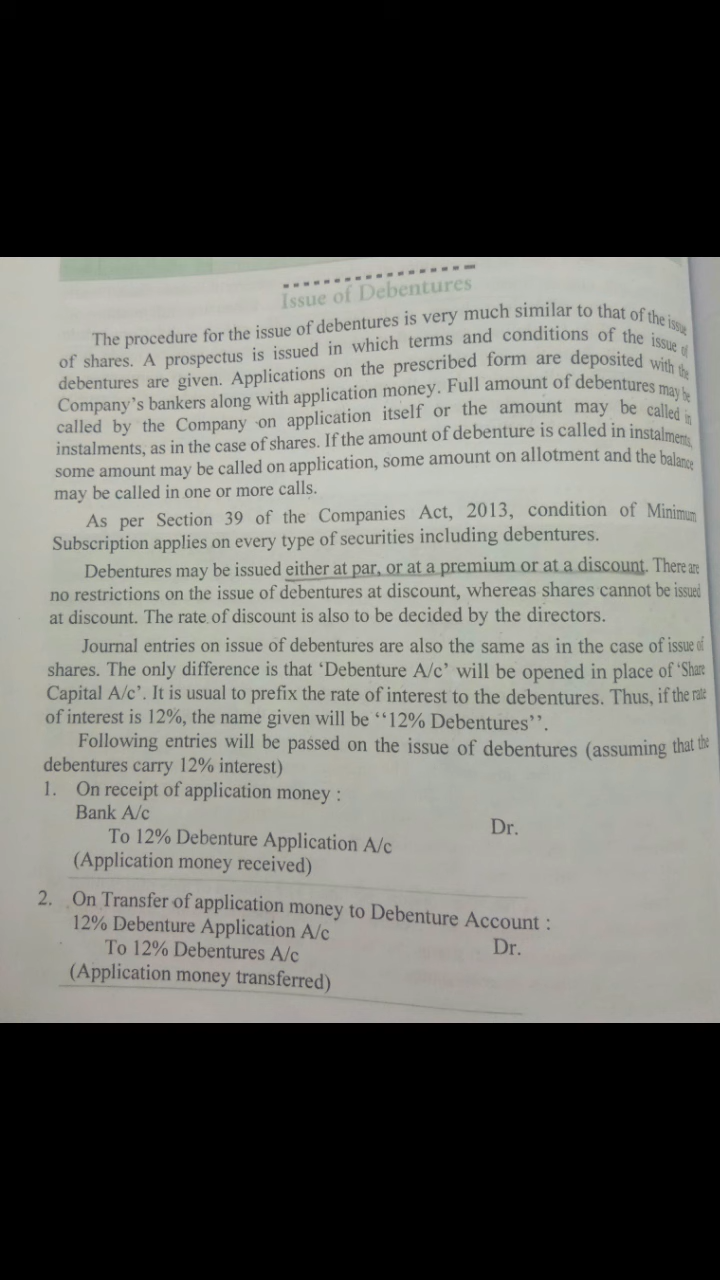 Issue of Debentures
The procedure for the issue of debentures is very much similar to that of the issue
of shares. A prospectus is issued in which terms and conditions of the issue of
debentures are given. Applications on the prescribed form are deposited with the
Company's bankers along with application money. Full amount of debentures may be
called by the Company on application itself or the amount may be called in
instalments, as in the case of shares. If the amount of debenture is called in instalments,
some amount may be called on application, some amount on allotment and the balance
may be called in one or more calls.
As per Section 39 of the Companies Act, 2013, condition of Minimum
Subscription applies on every type of securities including debentures.
Debentures may be issued either at par, or at a premium or at a discount. There are
no restrictions on the issue of debentures at discount, whereas shares cannot be issued
at discount. The rate of discount is also to be decided by the directors.
Journal entries on issue of debentures are also the same as in the case of issue of
shares. The only difference is that 'Debenture A/c' will be opened in place of 'Share
Capital A/c'. It is usual to prefix the rate of interest to the debentures. Thus, if the rate
of interest is 12%, the name given will be "12% Debentures".
Following entries will be passed on the issue of debentures (assuming that the
debentures carry 12% interest)
1. On receipt of application money :
Bank A/c Dr.
To 12% Debenture Application A/c
(Application money received)
2. On Transfer of application money to Debenture Account :
12% Debenture Application A/c Dr.
To 12% Debentures A/c
(Application money transferred)